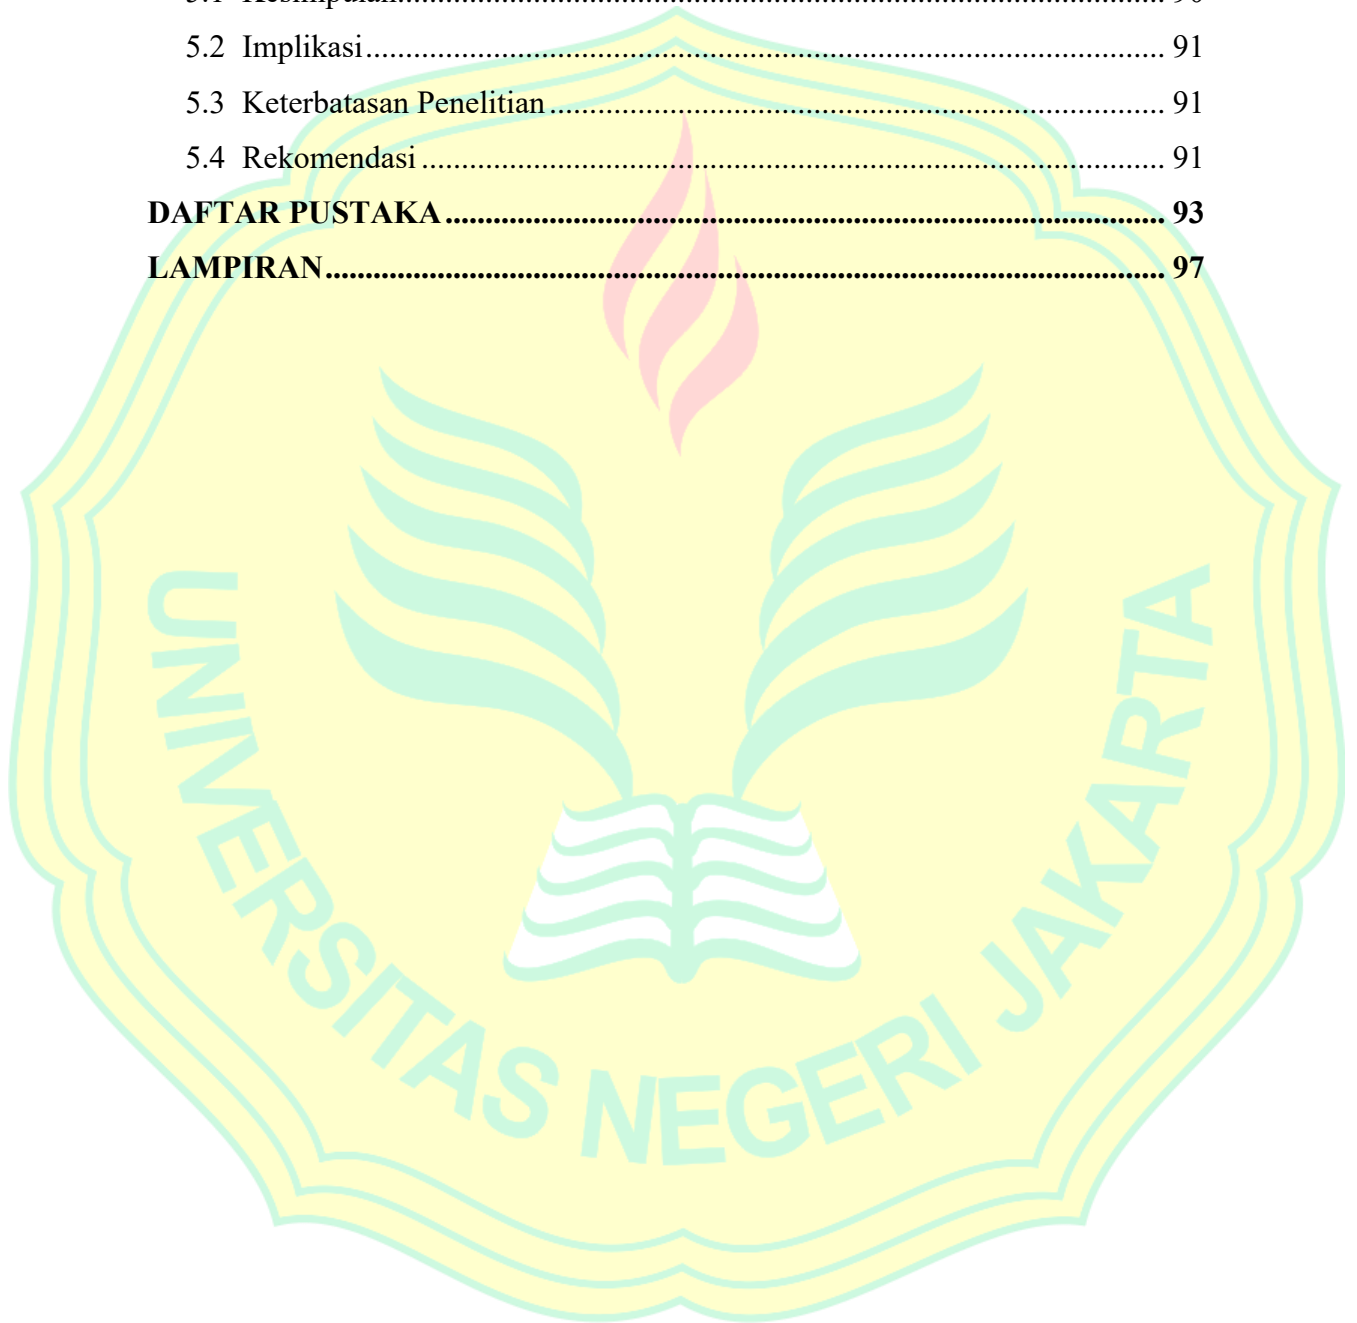 5.2 Implikasi.................................................................................................... 91
5.3 Keterbatasan Penelitian............................................................................. 91
5.4 Rekomendasi............................................................................................. 91
DAFTAR PUSTAKA.......................................................................................... 93
LAMPIRAN......................................................................................................... 97
UNIVERSITAS NEGERI JAKARTA